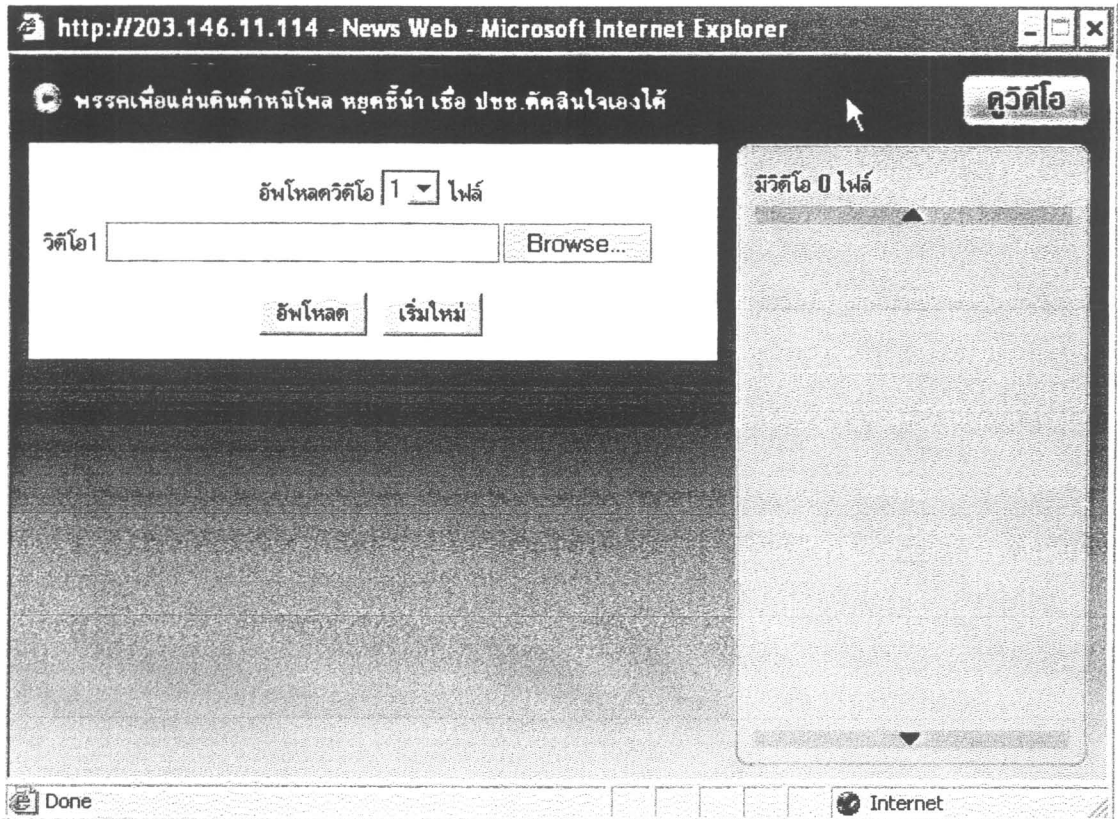 http://203.146.11.114 - News Web - Microsoft Internet Explorer
พรรคเพื่อแผ่นดินตำหนิโพล หยุดชี้นำ เชื่อ ปชช.ตัดสินใจเองได้
ดูวิดีโอ
อัพโหลดวิดีโอ 1 ไฟล์
วิดีโอ1 Browse...
อัพโหลด เริ่มใหม่
มีวิดีโอ 0 ไฟล์
Done Internet